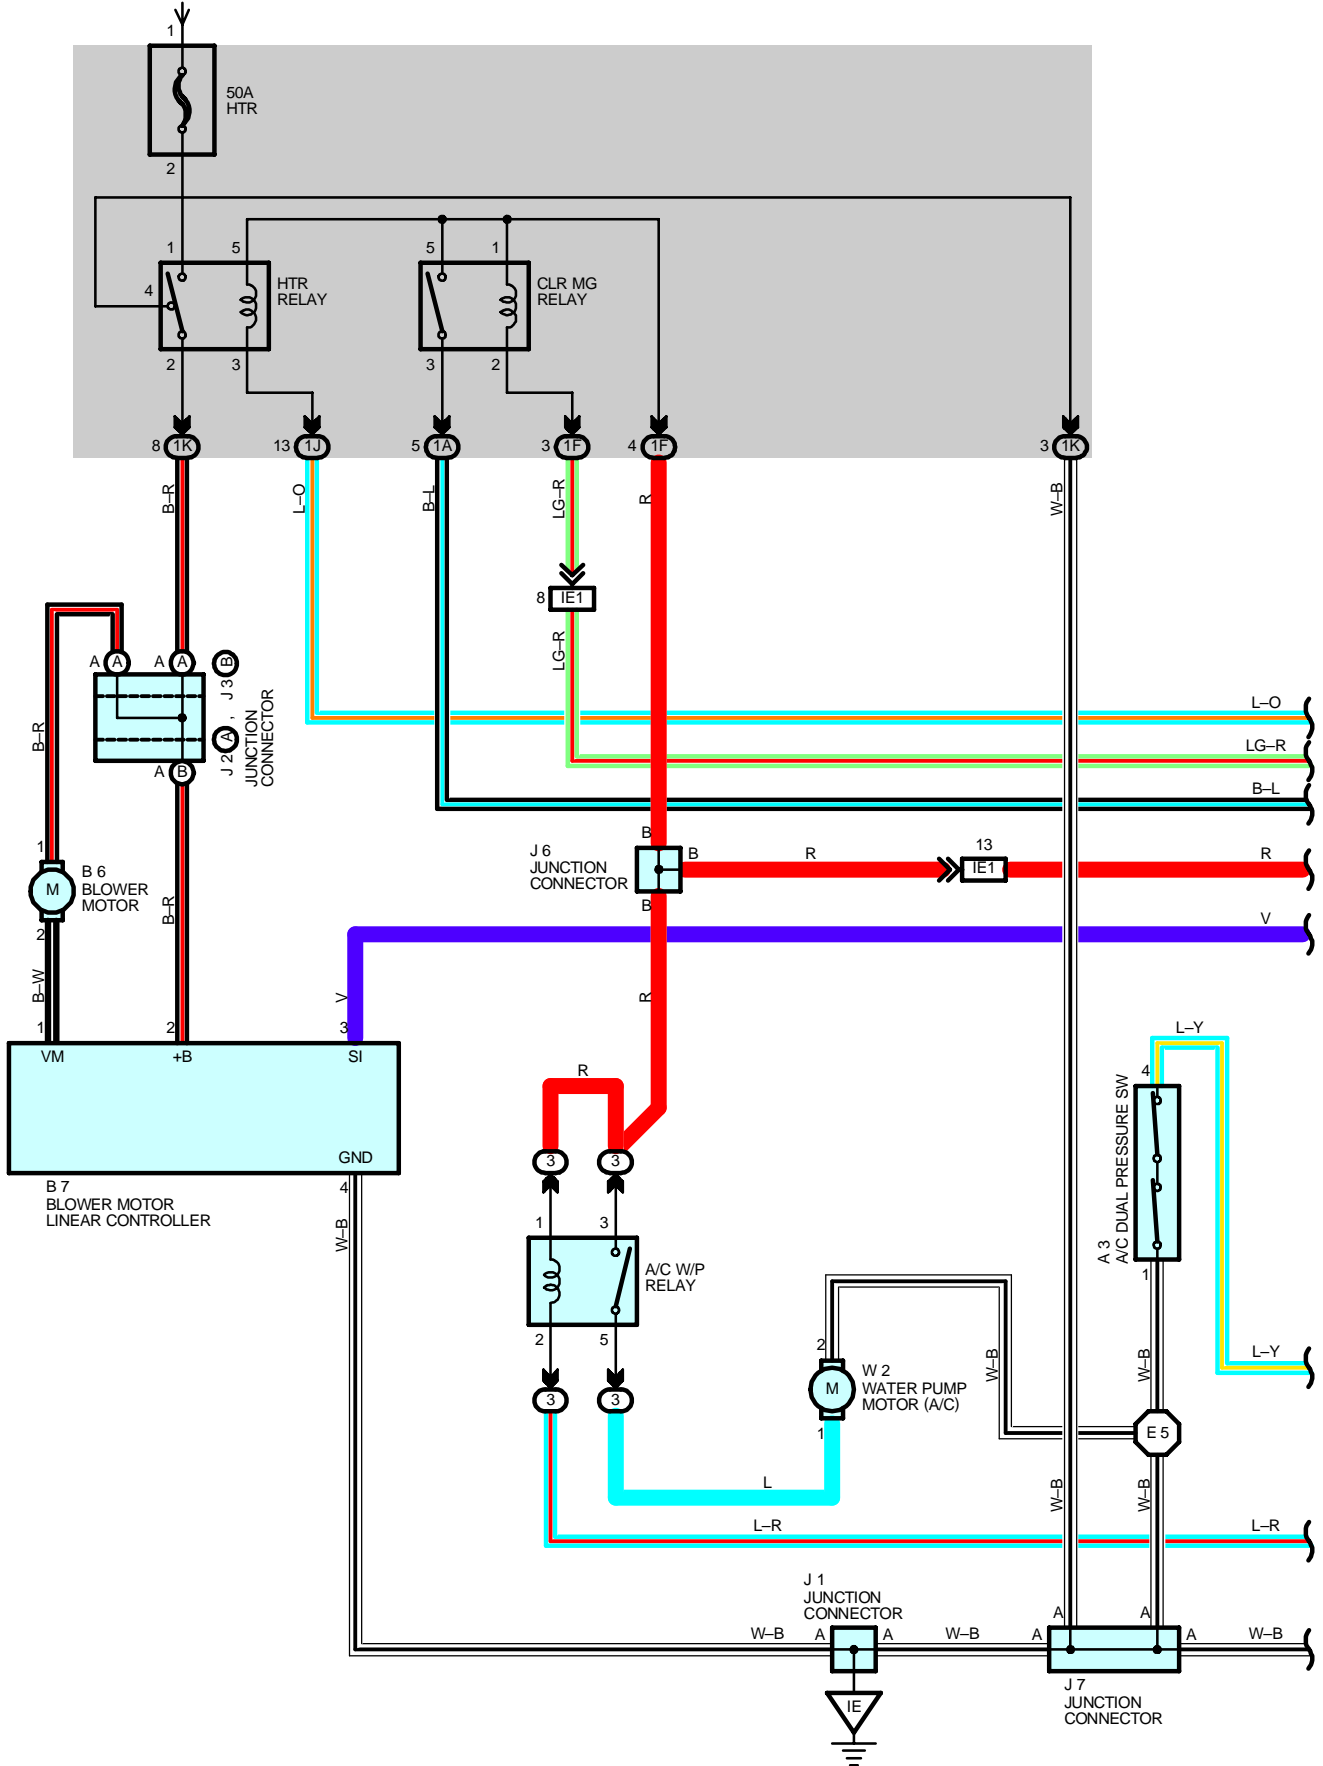 1
50A
HTR
2
1
5
5
1
4
HTR
RELAY
CLR MG
RELAY
2
3
3
2
8 1K
13 1J
5 1A
3 1F
4 1F
3 1K
B–R
L–O
B–L
LG–R
R
W–B
8 IE1
LG–R
A A
A A
J 2 A , J 3 B
JUNCTION
CONNECTOR
A B
B–R
L–O
LG–R
B–L
1
M
B 6
BLOWER
MOTOR
2
B–R
B
J 6
JUNCTION
CONNECTOR
B
R
13
IE1
R
B
V
B–W
V
R
1
2
3
VM
+B
SI
GND
B 7
BLOWER MOTOR
LINEAR CONTROLLER
4
W–B
R
3
3
1
3
A/C W/P
RELAY
2
5
3
3
L–Y
4
A 3
A/C DUAL PRESSURE SW
1
2
M
W 2
WATER PUMP
MOTOR (A/C)
1
W–B
W–B
L–Y
E 5
L
W–B
W–B
L–R
L–R
J 1
JUNCTION
CONNECTOR
W–B
A
A
W–B
A
A
A
A
W–B
IE
J 7
JUNCTION
CONNECTOR